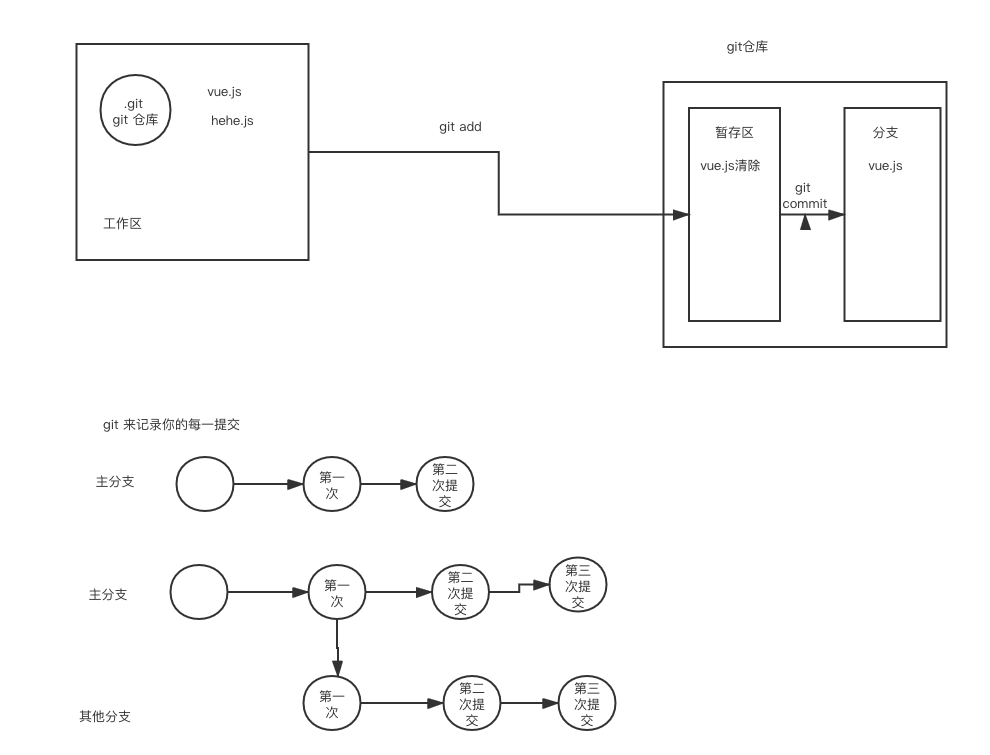 git仓库
.git
git 仓库
vue.js
hehe.js
工作区
git add
暂存区
vue.js清除
git
commit
分支
vue.js
git 来记录你的每一提交
主分支
第一
次
第二
次提
交
主分支
第一
次
第二
次提
交
第三
次提
交
其他分支
第一
次
第二
次提
交
第三
次提
交